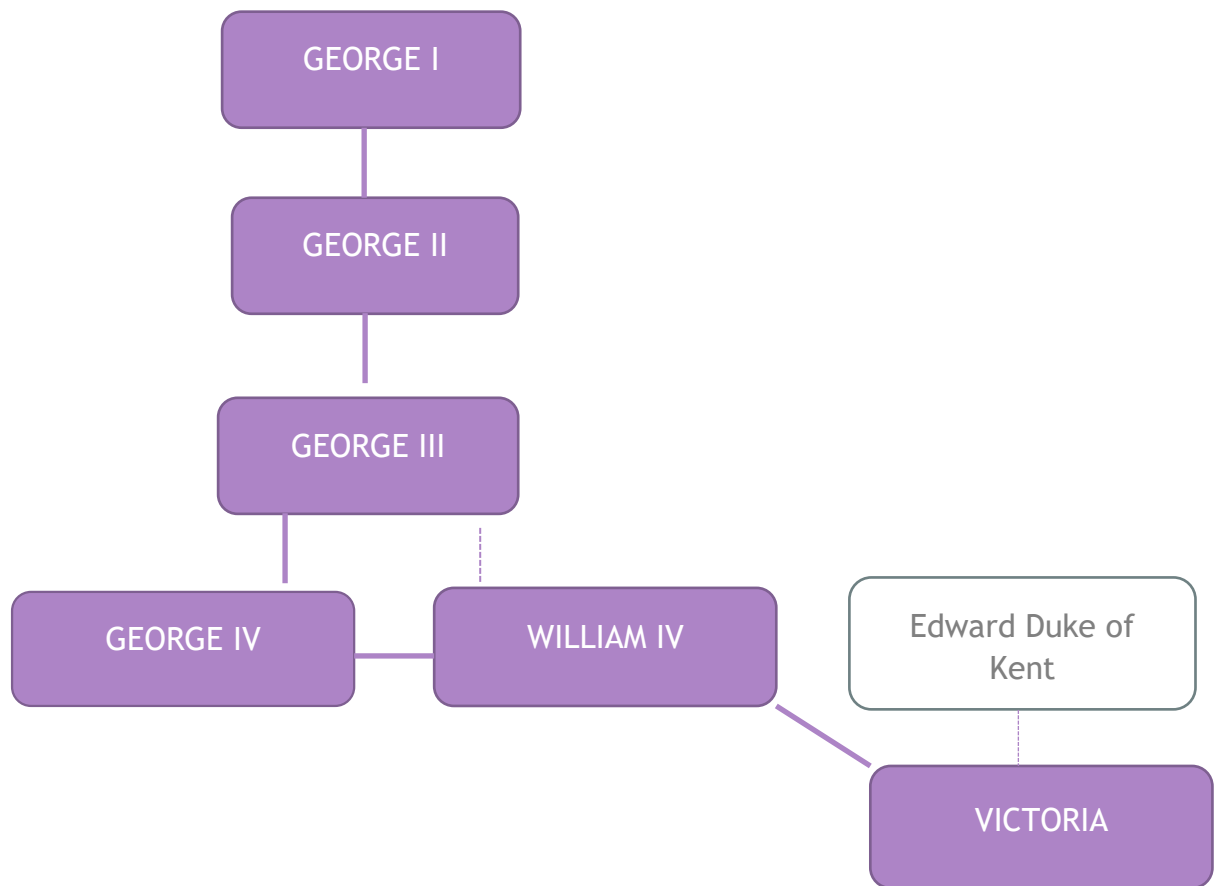 GEORGE I
GEORGE II
GEORGE III
GEORGE IV
WILLIAM IV
Edward Duke of
Kent
VICTORIA